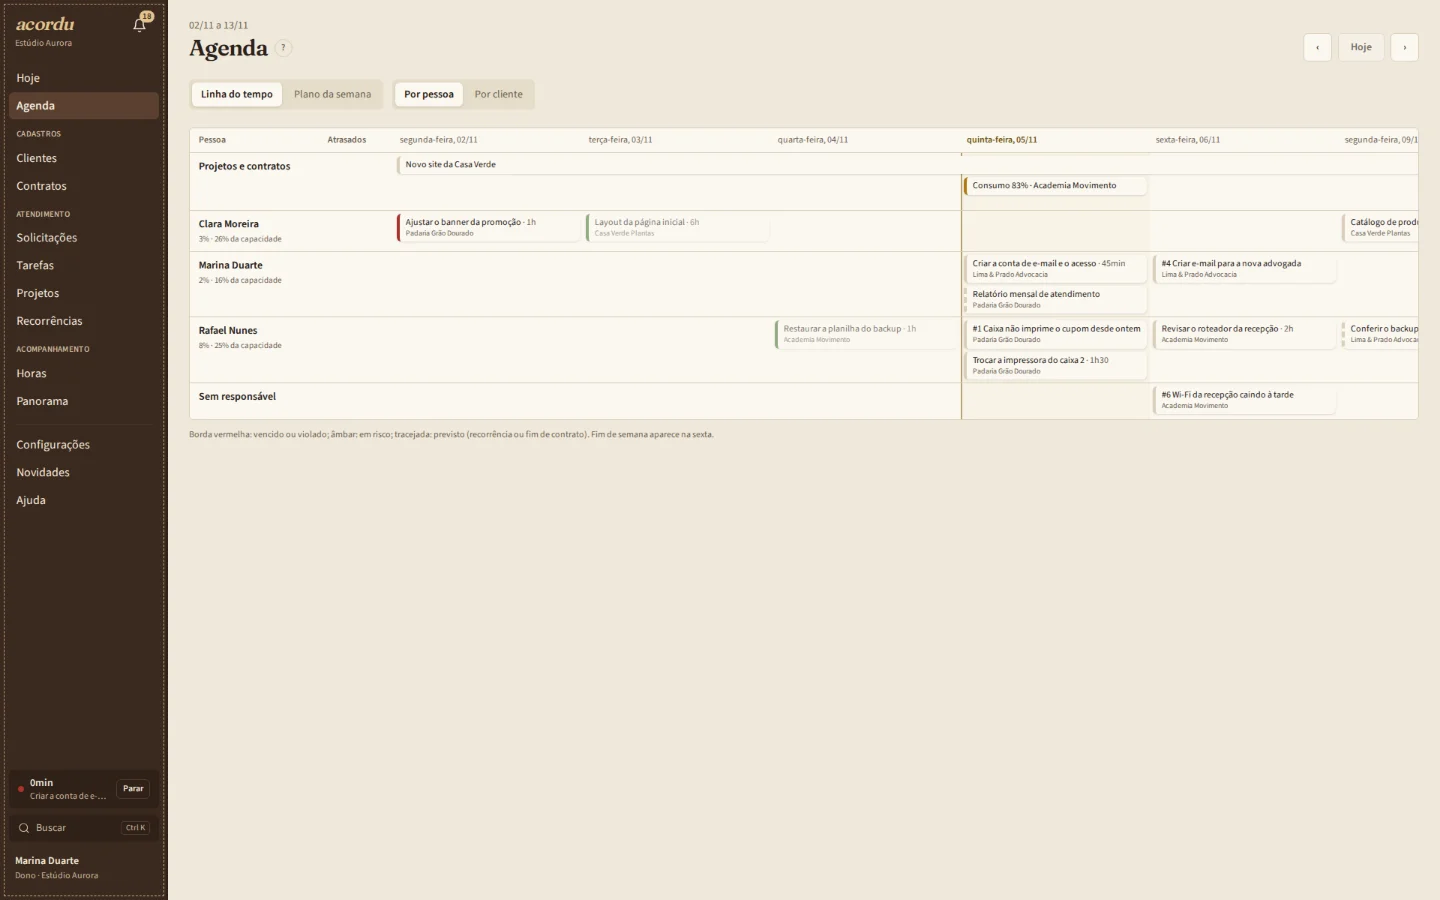 acordu
18
Estúdio Aurora
Hoje
Agenda
CADASTROS
Clientes
Contratos
ATENDIMENTO
Solicitações
Tarefas
Projetos
Recorrências
ACOMPANHAMENTO
Horas
Panorama
Configurações
Novidades
Ajuda
0min
Criar a conta de e-...
Parar
Buscar
Ctrl K
Marina Duarte
Dono · Estúdio Aurora
02/11 a 13/11
Agenda ?
‹ Hoje ›
Linha do tempo Plano da semana Por pessoa Por cliente
Pessoa Atrasados segunda-feira, 02/11 terça-feira, 03/11 quarta-feira, 04/11 quinta-feira, 05/11 sexta-feira, 06/11 segunda-feira, 09/1
Projetos e contratos
Novo site da Casa Verde
Consumo 83% · Academia Movimento
Clara Moreira
3% · 26% da capacidade
Ajustar o banner da promoção · 1h
Padaria Grão Dourado
Layout da página inicial · 6h
Casa Verde Plantas
Catálogo de prod
Casa Verde Plantas
Marina Duarte
2% · 16% da capacidade
Criar a conta de e-mail e o acesso · 45min
Lima & Prado Advocacia
#4 Criar e-mail para a nova advogada
Lima & Prado Advocacia
Relatório mensal de atendimento
Padaria Grão Dourado
Rafael Nunes
8% · 25% da capacidade
Restaurar a planilha do backup · 1h
Academia Movimento
#1 Caixa não imprime o cupom desde ontem
Padaria Grão Dourado
Revisar o roteador da recepção · 2h
Academia Movimento
Conferir o backup
Lima & Prado Advocac
Trocar a impressora do caixa 2 · 1h30
Padaria Grão Dourado
Sem responsável
#6 Wi-Fi da recepção caindo à tarde
Academia Movimento
Borda vermelha: vencido ou violado; âmbar: em risco; tracejada: previsto (recorrência ou fim de contrato). Fim de semana aparece na sexta.